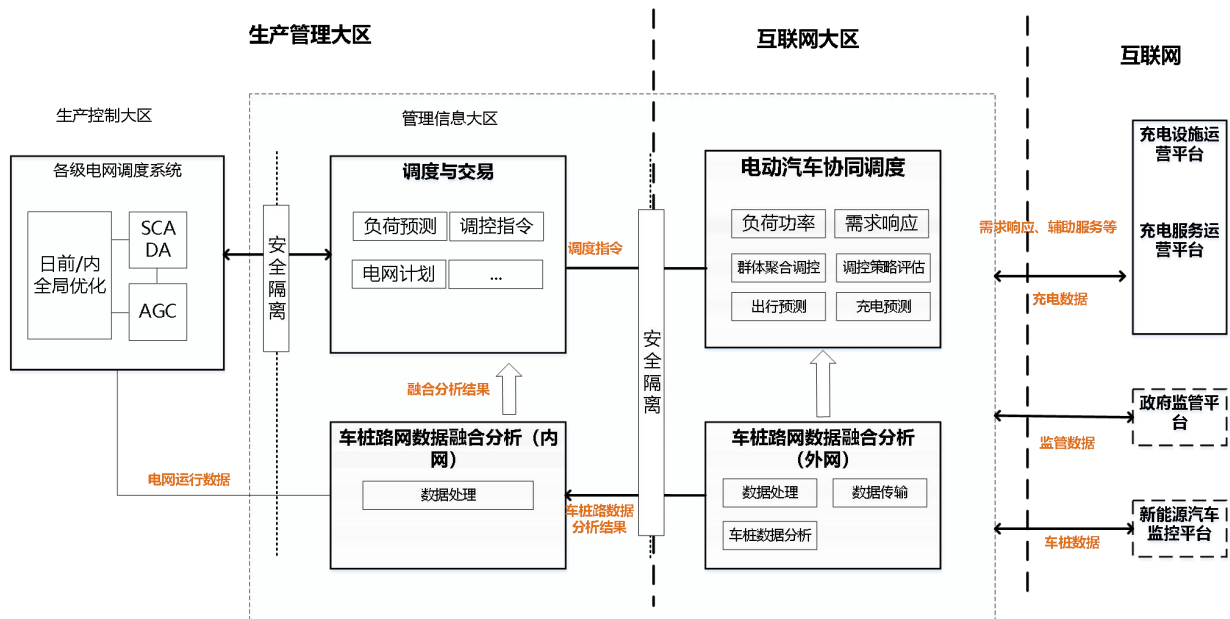 生产管理大区
互联网大区
互联网
生产控制大区
管理信息大区
各级电网调度系统
日前/内
全局优化
SCA
DA
AGC
安全隔离
调度与交易
负荷预测
调控指令
电网计划
...
调度指令
安全隔离
电动汽车协同调度
负荷功率
需求响应
群体聚合调控
调控策略评估
出行预测
充电预测
需求响应、辅助服务等
充电数据
充电设施运
营平台
充电服务运
营平台
融合分析结果
车桩路网数据融合分析（内
网）
数据处理
电网运行数据
车桩路数据
分析结果
车桩路网数据融合分析
（外网）
数据处理
数据传输
车桩数据分析
监管数据
政府监管平
台
车桩数据
新能源汽车
监控平台